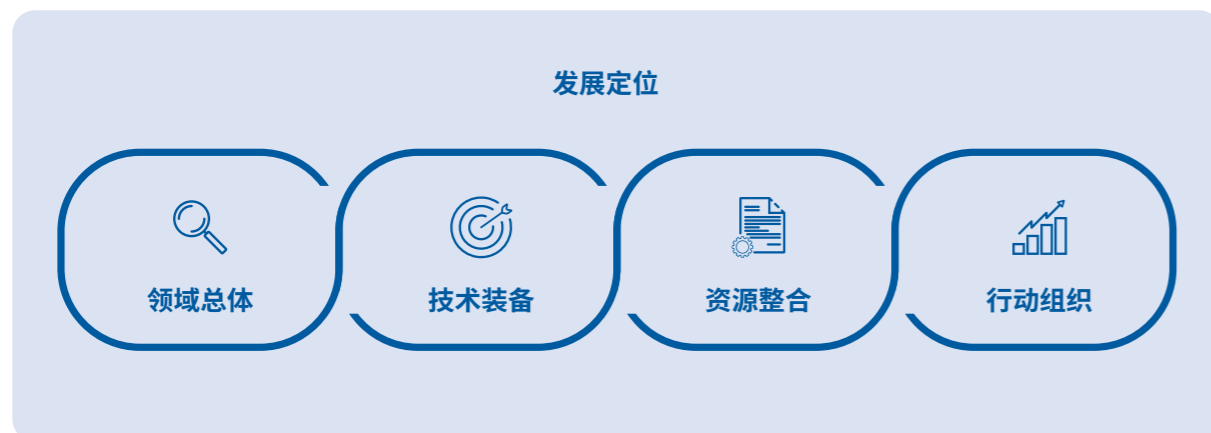 发展定位
领域总体
技术装备
资源整合
行动组织